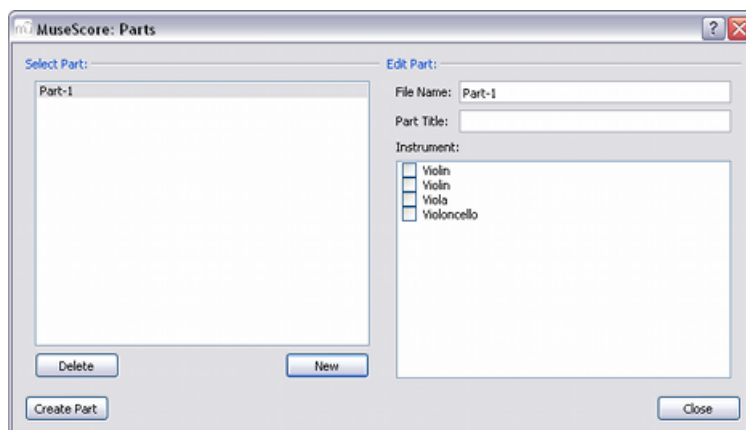 MuseScore: Parts
Select Part:
Part-1
Delete
New
Create Part
Edit Part:
File Name: Part-1
Part Title:
Instrument:
Violin
Violin
Viola
Violoncello
Close